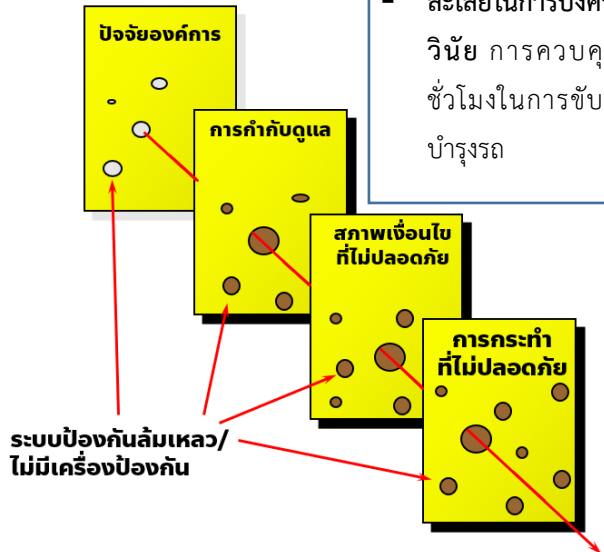 ปัจจัยองค์การ
ละเลยในการบังคั
วินัย การควบคุ
ชั่วโมงในการขับ
บำรุงรถ
การกำกับดูแล
สภาพเงื่อนไข
ที่ไม่ปลอดภัย
การกระทำ
ที่ไม่ปลอดภัย
ระบบป้องกันล้มเหลว/
ไม่มีเครื่องป้องกัน